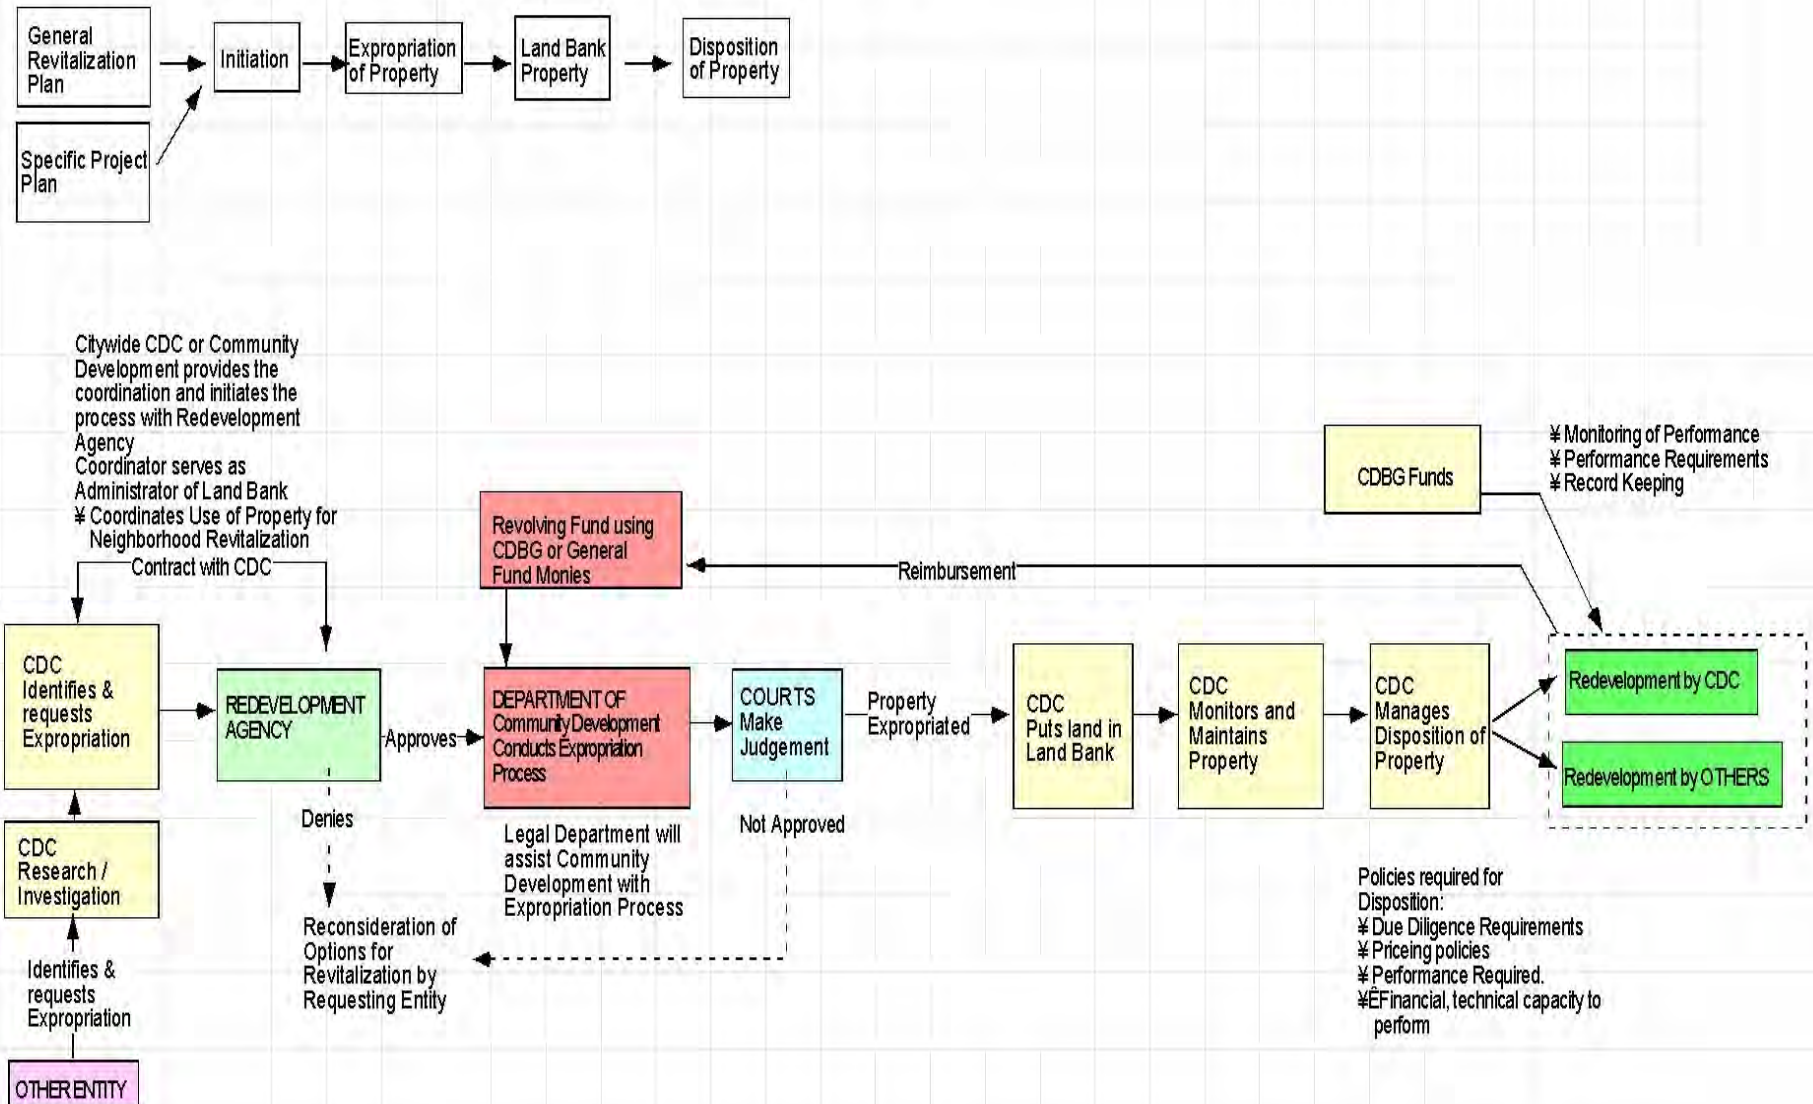 General
Revitalization
Plan
Initiation
Expropriation
of Property
Land Bank
Property
Disposition
of Property
Specific Project
Plan
Citywide CDC or Community
Development provides the
coordination and initiates the
process with Redevelopment
Agency
Coordinator serves as
Administrator of Land Bank
¥ Coordinates Use of Property for
Neighborhood Revitalization
Contract with CDC
Revolving Fund using
CDBG or General
Fund Monies
Reimbursement
CDBG Funds
¥ Monitoring of Performance
¥ Performance Requirements
¥ Record Keeping
CDC
Identifies &
requests
Expropriation
REDEVELOPMENT
AGENCY
Approves
DEPARTMENT OF
Community Development
Conducts Expropriation
Process
COURTS
Make
Judgement
Property
Expropriated
CDC
Puts land in
Land Bank
CDC
Monitors and
Maintains
Property
CDC
Manages
Disposition of
Property
Redevelopment by CDC
Redevelopment by OTHERS
Denies
Not Approved
Legal Department will
assist Community
Development with
Expropriation Process
CDC
Research /
Investigation
Reconsideration of
Options for
Revitalization by
Requesting Entity
Identifies &
requests
Expropriation
OTHER ENTITY
Policies required for
Disposition:
¥ Due Diligence Requirements
¥ Priceing policies
¥ Performance Required.
¥ÊFinancial, technical capacity to
perform